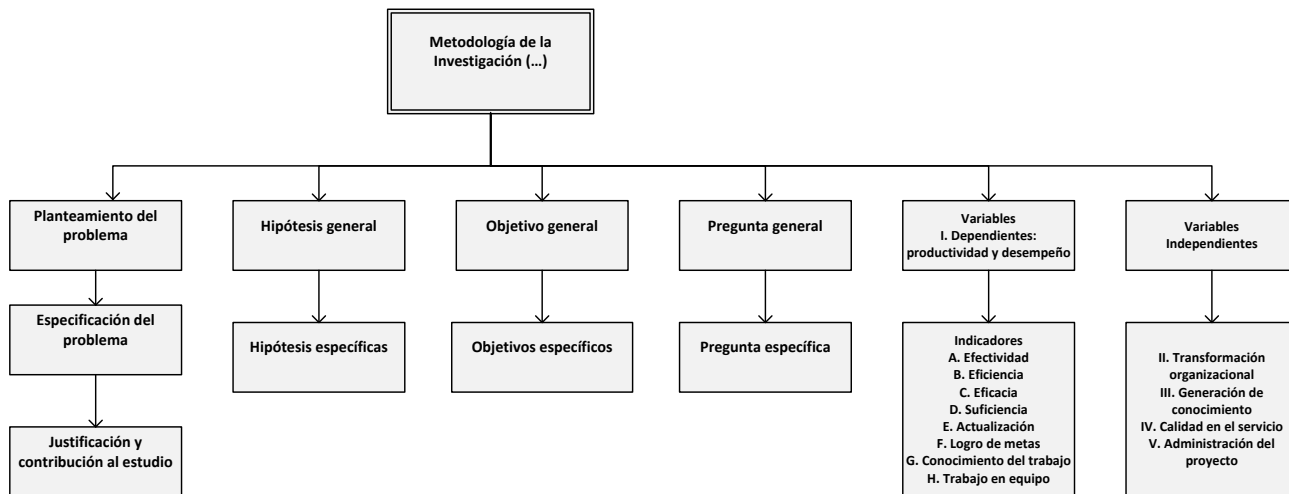 Metodología de la
Investigación (...)
Planteamiento del
problema
Hipótesis general
Objetivo general
Pregunta general
Variables
I. Dependientes:
productividad y desempeño
Variables
Independientes
Especificación del
problema
Hipótesis específicas
Objetivos específicos
Pregunta específica
Indicadores
A. Efectividad
B. Eficiencia
C. Eficacia
D. Suficiencia
E. Actualización
F. Logro de metas
G. Conocimiento del trabajo
H. Trabajo en equipo
II. Transformación
organizacional
III. Generación de
conocimiento
IV. Calidad en el servicio
V. Administración del
proyecto
Justificación y
contribución al estudio